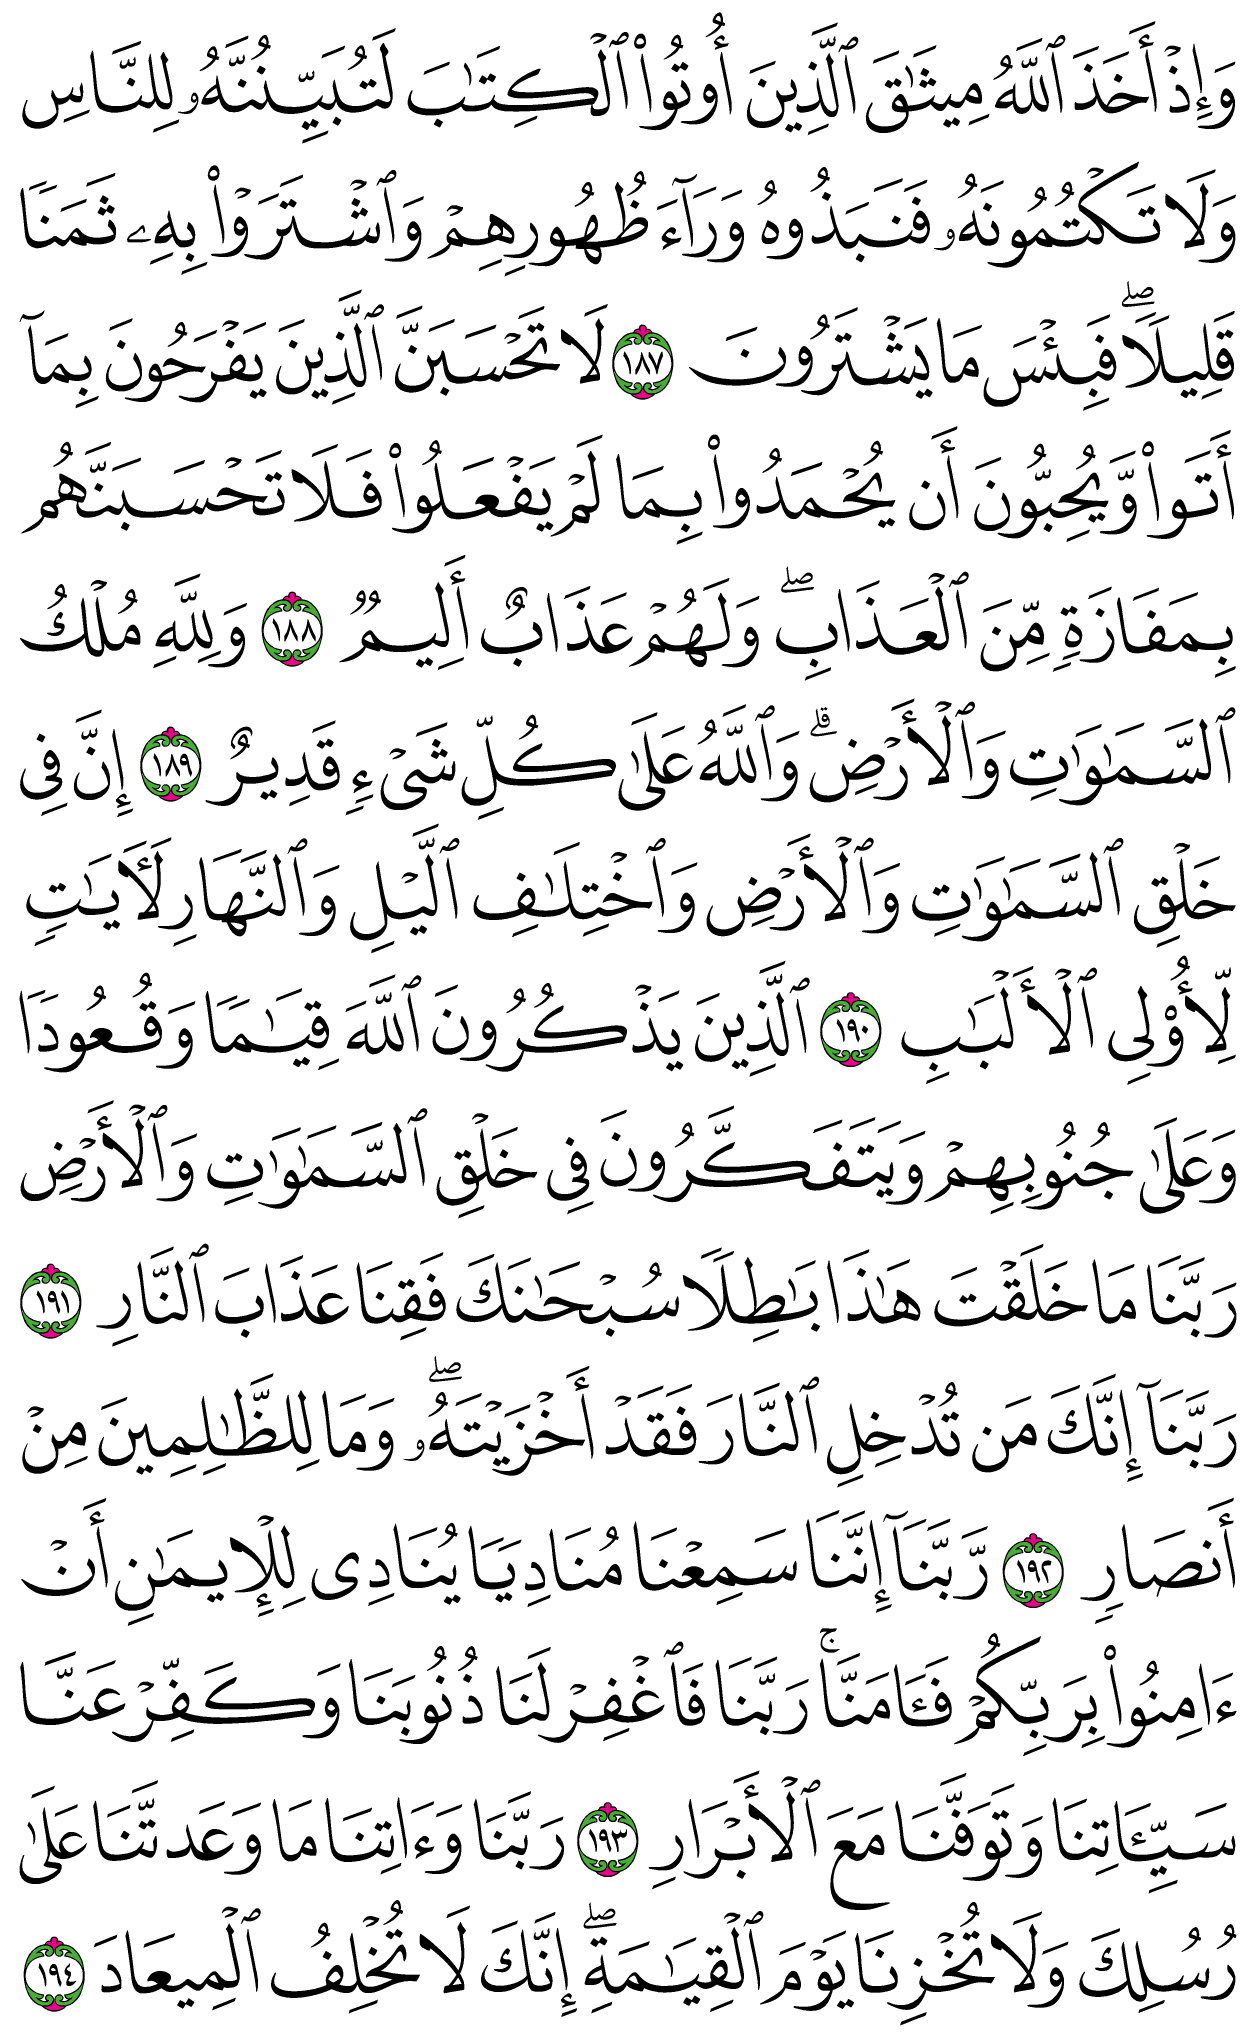 وَإِذۡ أَخَذَ ٱللَّهُ مِيثَٰقَ ٱلَّذِينَ أُوتُواْ ٱلۡكِتَٰبَ لَتُبَيِّنُنَّهُۥ لِلنَّاسِ
وَلَا تَكۡتُمُونَهُۥ فَنَبَذُوهُ وَرَآءَ ظُهُورِهِمۡ وَٱشۡتَرَوۡاْ بِهِۦ ثَمَنٗا
قَلِيلٗاۖ فَبِئۡسَ مَا يَشۡتَرُونَ ١٨٧ لَا تَحۡسَبَنَّ ٱلَّذِينَ يَفۡرَحُونَ بِمَآ
أَتَواْ وَّيُحِبُّونَ أَن يُحۡمَدُواْ بِمَا لَمۡ يَفۡعَلُواْ فَلَا تَحۡسَبَنَّهُم
بِمَفَازَةٖ مِّنَ ٱلۡعَذَابِۖ وَلَهُمۡ عَذَابٌ أَلِيمٞ ١٨٨ وَلِلَّهِ مُلۡكُ
ٱلسَّمَٰوَٰتِ وَٱلۡأَرۡضِۗ وَٱللَّهُ عَلَىٰ كُلِّ شَيۡءٖ قَدِيرٌ ١٨٩ إِنَّ فِي
خَلۡقِ ٱلسَّمَٰوَٰتِ وَٱلۡأَرۡضِ وَٱخۡتِلَٰفِ ٱلَّيۡلِ وَٱلنَّهَارِ لَأٓيَٰتٖ
لِّأُوْلِي ٱلۡأَلۡبَٰبِ ١٩٠ ٱلَّذِينَ يَذۡكُرُونَ ٱللَّهَ قِيَٰمٗا وَقُعُودٗا
وَعَلَىٰ جُنُوبِهِمۡ وَيَتَفَكَّرُونَ فِي خَلۡقِ ٱلسَّمَٰوَٰتِ وَٱلۡأَرۡضِ
رَبَّنَا مَا خَلَقۡتَ هَٰذَا بَٰطِلٗا سُبۡحَٰنَكَ فَقِنَا عَذَابَ ٱلنَّارِ ١٩١
رَبَّنَآ إِنَّكَ مَن تُدۡخِلِ ٱلنَّارَ فَقَدۡ أَخۡزَيۡتَهُۥۖ وَمَا لِلظَّٰلِمِينَ مِنۡ
أَنصَارٖ ١٩٢ رَّبَّنَآ إِنَّنَا سَمِعۡنَا مُنَادِيٗا يُنَادِي لِلۡإِيمَٰنِ أَنۡ
ءَامِنُواْ بِرَبِّكُمۡ فَـَٔامَنَّاۚ رَبَّنَا فَٱغۡفِرۡ لَنَا ذُنُوبَنَا وَكَفِّرۡ عَنَّا
سَيِّـَٔاتِنَا وَتَوَفَّنَا مَعَ ٱلۡأَبۡرَارِ ١٩٣ رَبَّنَا وَءَاتِنَا مَا وَعَدتَّنَا عَلَىٰ
رُسُلِكَ وَلَا تُخۡزِنَا يَوۡمَ ٱلۡقِيَٰمَةِۖ إِنَّكَ لَا تُخۡلِفُ ٱلۡمِيعَادَ ١٩٤